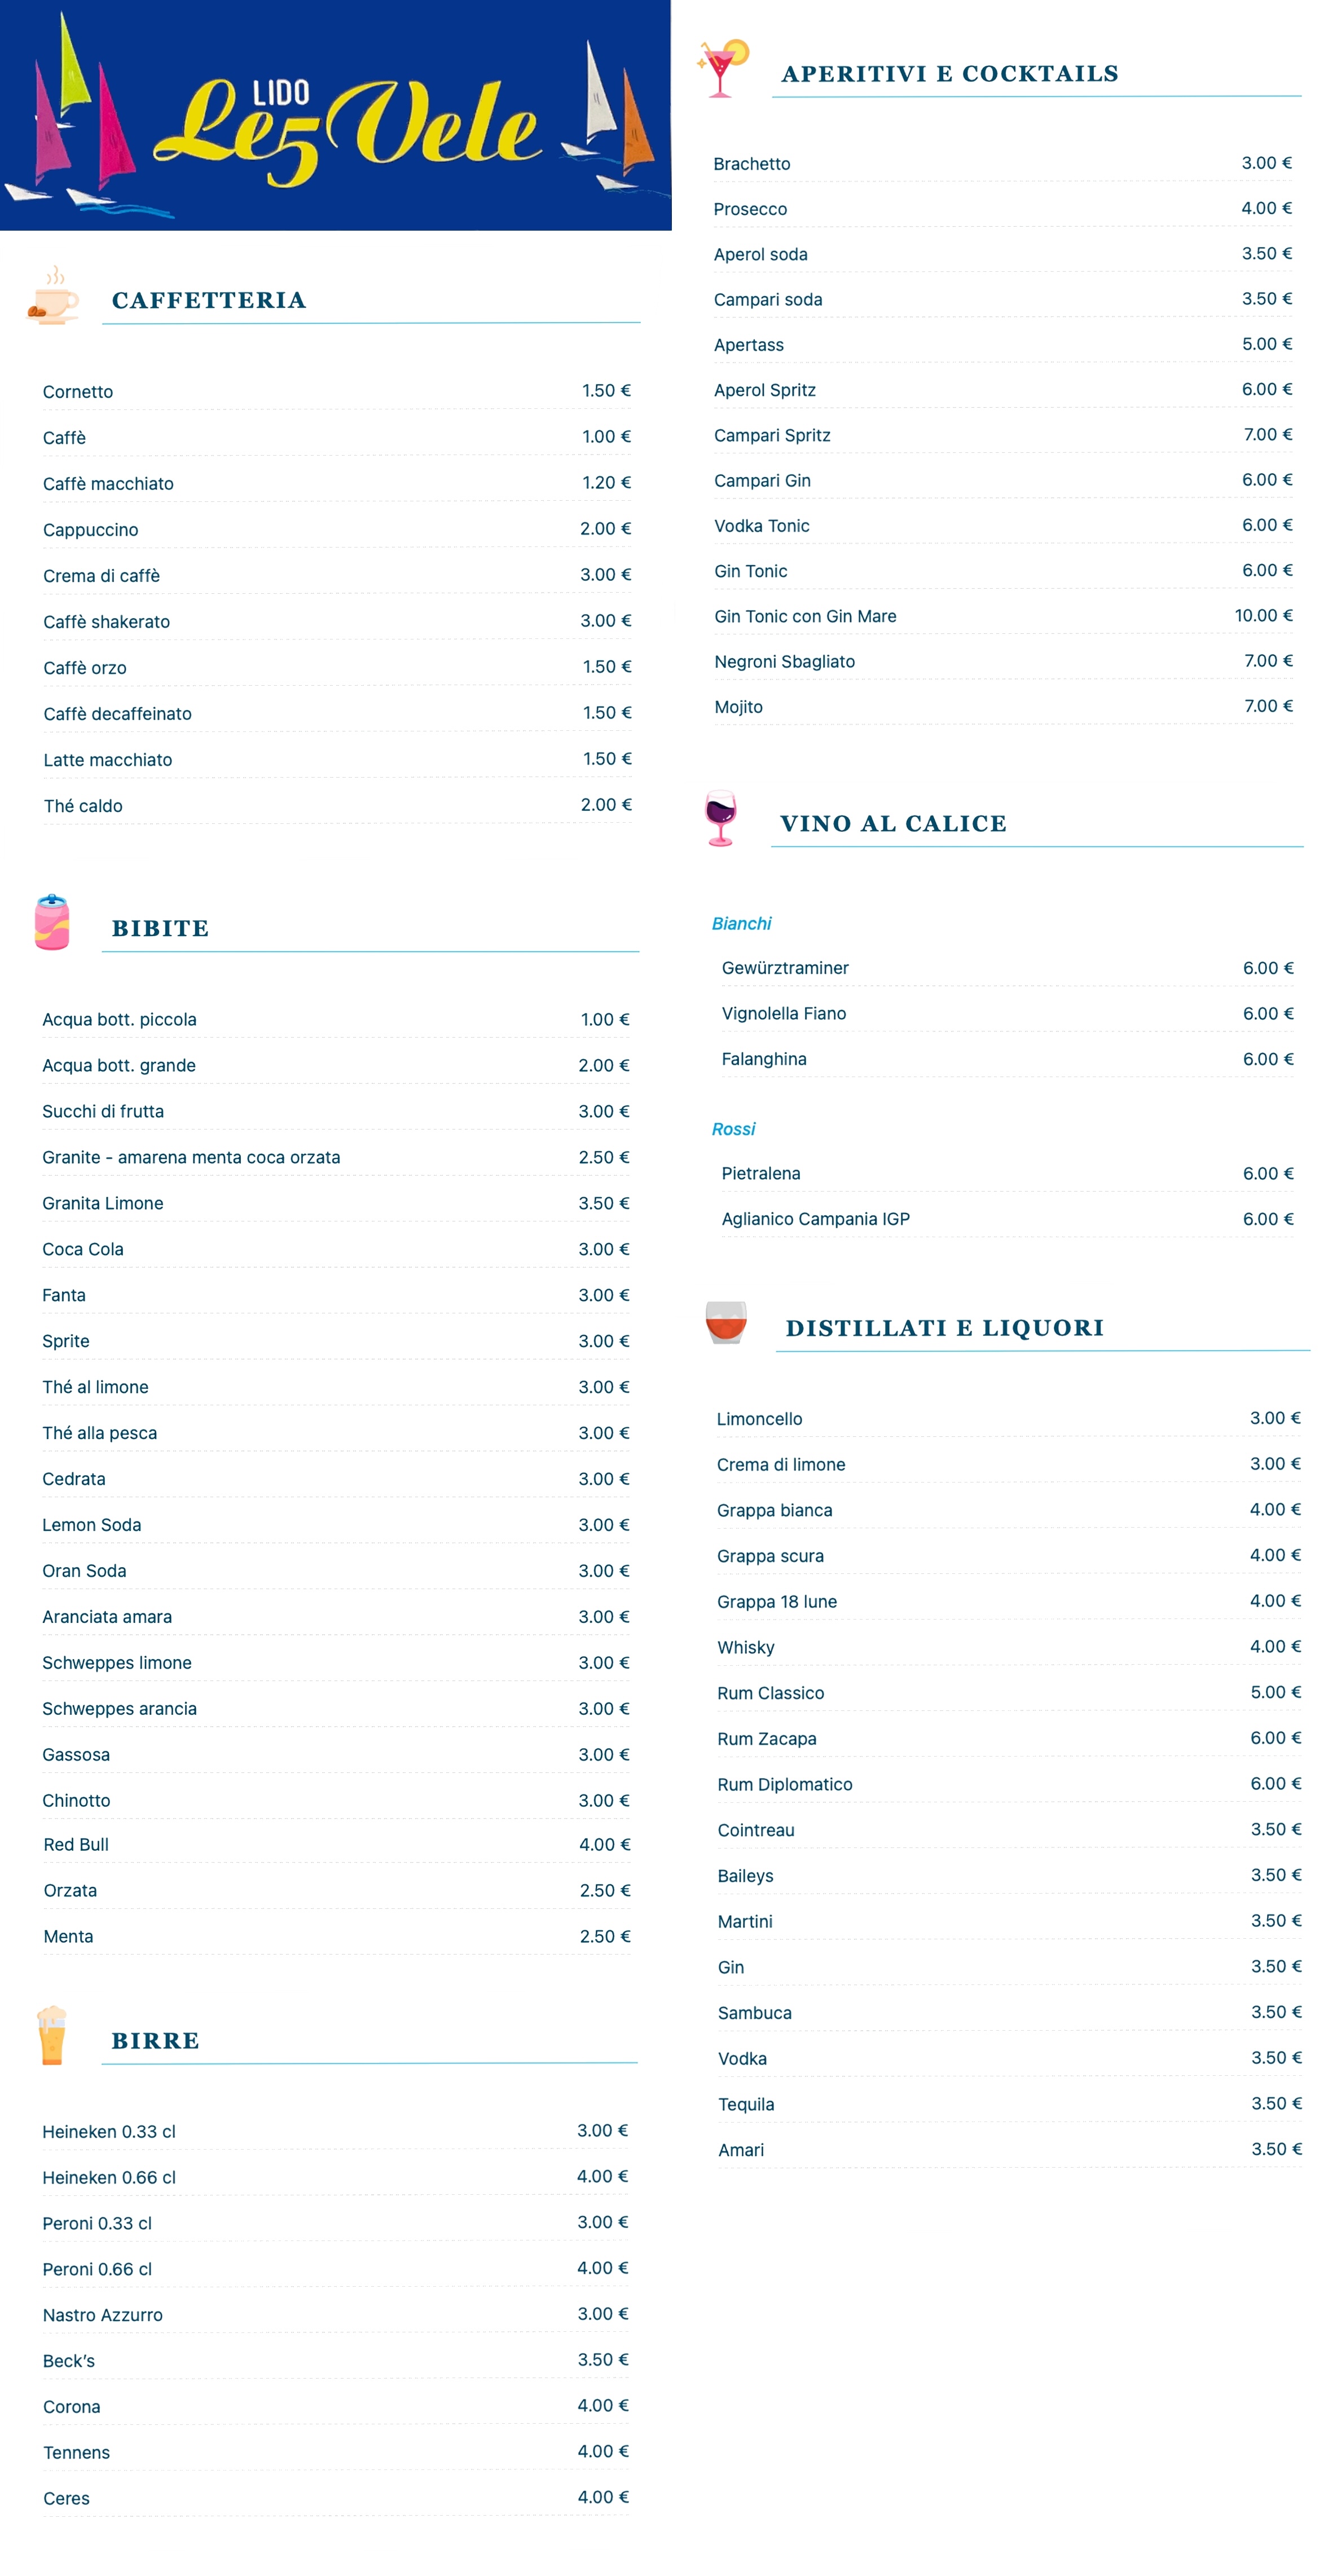 LIDO
Le 5 Vele
CAFFETTERIA
Cornetto 1.50 €
Caffè 1.00 €
Caffè macchiato 1.20 €
Cappuccino 2.00 €
Crema di caffè 3.00 €
Caffè shakerato 3.00 €
Caffè orzo 1.50 €
Caffè decaffeinato 1.50 €
Latte macchiato 1.50 €
Thé caldo 2.00 €
BIBITE
Acqua bott. piccola 1.00 €
Acqua bott. grande 2.00 €
Succhi di frutta 3.00 €
Granite - amarena menta coca orzata 2.50 €
Granita Limone 3.50 €
Coca Cola 3.00 €
Fanta 3.00 €
Sprite 3.00 €
Thé al limone 3.00 €
Thé alla pesca 3.00 €
Cedrata 3.00 €
Lemon Soda 3.00 €
Oran Soda 3.00 €
Aranciata amara 3.00 €
Schweppes limone 3.00 €
Schweppes arancia 3.00 €
Gassosa 3.00 €
Chinotto 3.00 €
Red Bull 4.00 €
Orzata 2.50 €
Menta 2.50 €
BIRRE
Heineken 0.33 cl 3.00 €
Heineken 0.66 cl 4.00 €
Peroni 0.33 cl 3.00 €
Peroni 0.66 cl 4.00 €
Nastro Azzurro 3.00 €
Beck's 3.50 €
Corona 4.00 €
Tennens 4.00 €
Ceres 4.00 €
APERITIVI E COCKTAILS
Brachetto 3.00 €
Prosecco 4.00 €
Aperol soda 3.50 €
Campari soda 3.50 €
Apertass 5.00 €
Aperol Spritz 6.00 €
Campari Spritz 7.00 €
Campari Gin 6.00 €
Vodka Tonic 6.00 €
Gin Tonic 6.00 €
Gin Tonic con Gin Mare 10.00 €
Negroni Sbagliato 7.00 €
Mojito 7.00 €
VINO AL CALICE
Bianchi
Gewürztraminer 6.00 €
Vignolella Fiano 6.00 €
Falanghina 6.00 €
Rossi
Pietralena 6.00 €
Aglianico Campania IGP 6.00 €
DISTILLATI E LIQUORI
Limoncello 3.00 €
Crema di limone 3.00 €
Grappa bianca 4.00 €
Grappa scura 4.00 €
Grappa 18 lune 4.00 €
Whisky 4.00 €
Rum Classico 5.00 €
Rum Zacapa 6.00 €
Rum Diplomatico 6.00 €
Cointreau 3.50 €
Baileys 3.50 €
Martini 3.50 €
Gin 3.50 €
Sambuca 3.50 €
Vodka 3.50 €
Tequila 3.50 €
Amari 3.50 €